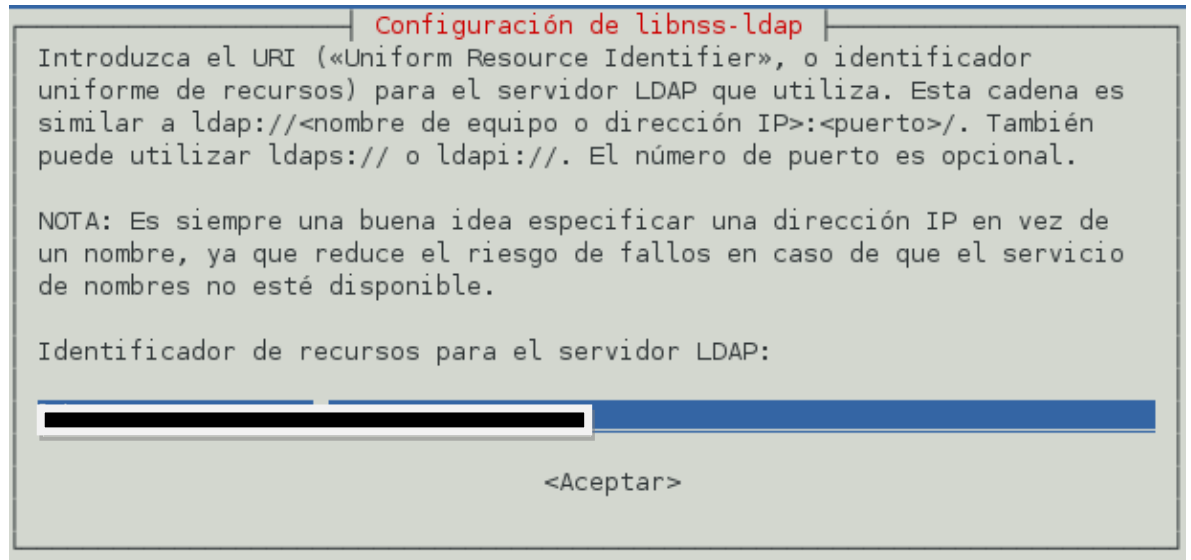 Configuración de libnss-ldap
Introduzca el URI («Uniform Resource Identifier», o identificador
uniforme de recursos) para el servidor LDAP que utiliza. Esta cadena es
similar a ldap://<nombre de equipo o dirección IP>:<puerto>/. También
puede utilizar ldaps:// o ldapi://. El número de puerto es opcional.
NOTA: Es siempre una buena idea especificar una dirección IP en vez de
un nombre, ya que reduce el riesgo de fallos en caso de que el servicio
de nombres no esté disponible.
Identificador de recursos para el servidor LDAP:
<Aceptar>